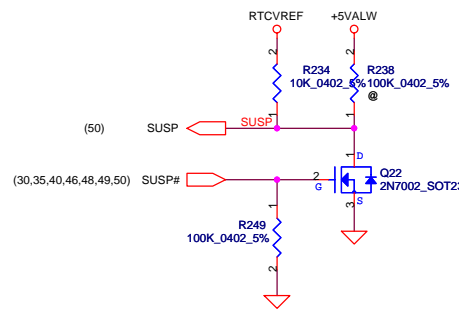 RTCVREF +5VALW
2 2
R234 R238
10K_0402_5% 100K_0402_5%
@
1 1
(50) SUSP SUSP
1 D
(30,35,40,46,48,49,50) SUSP# 2 G Q22
2N7002_SOT23
3 S
1
R249
100K_0402_5%
2